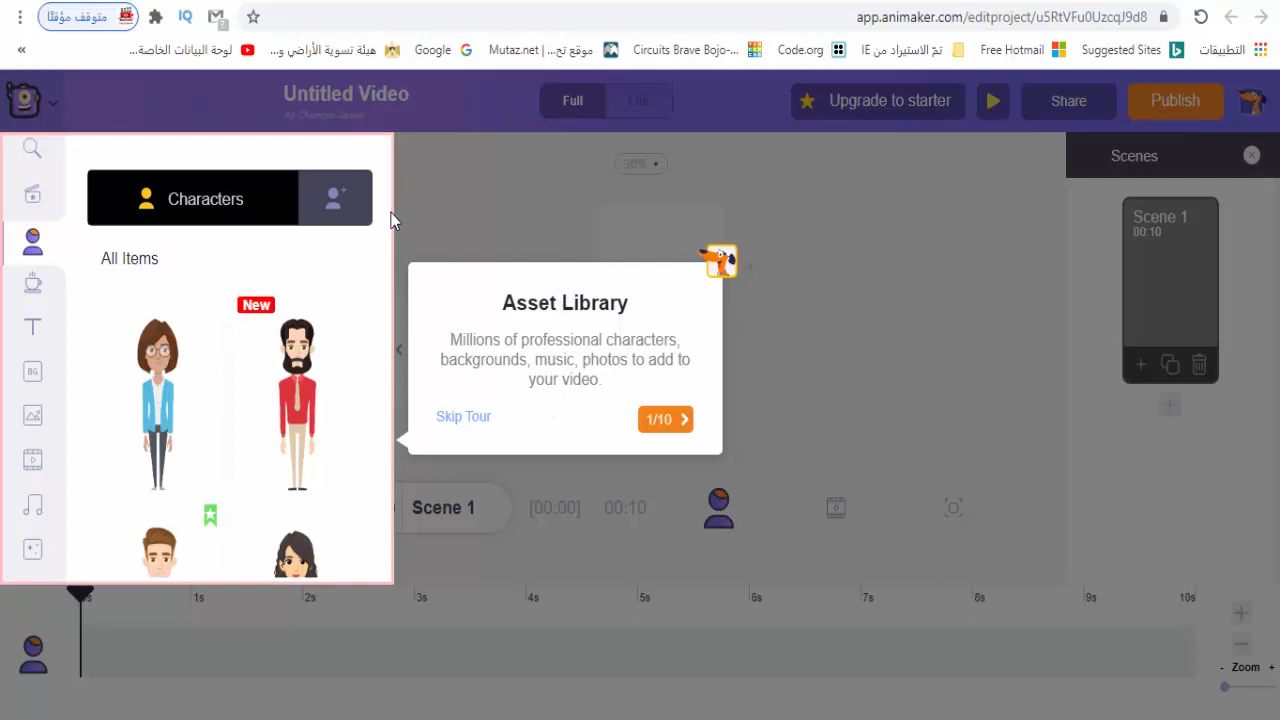 متوقف مؤقتًا
app.animaker.com/editproject/u5RtVFu0UzcqJ9d8
التطبيقات
Suggested Sites
Free Hotmail
تمّ الاستيراد من IE
Code.org
Circuits Brave Bojo-...
موقع تج... | Mutaz.net
Google
هيئة تسوية الأراضي و...
لوحة البيانات الخاصة...
«
Untitled Video
All Changes Saved
Full
Lite
Upgrade to starter
Share
Publish
Characters
All Items
New
30%
Scenes
Scene 1
00:10
Asset Library
Millions of professional characters,
backgrounds, music, photos to add to
your video.
Skip Tour
1/10
T
BG
Scene 1
[00:00]
00:10
1s
2s
3s
4s
5s
6s
7s
8s
9s
10s
- Zoom +